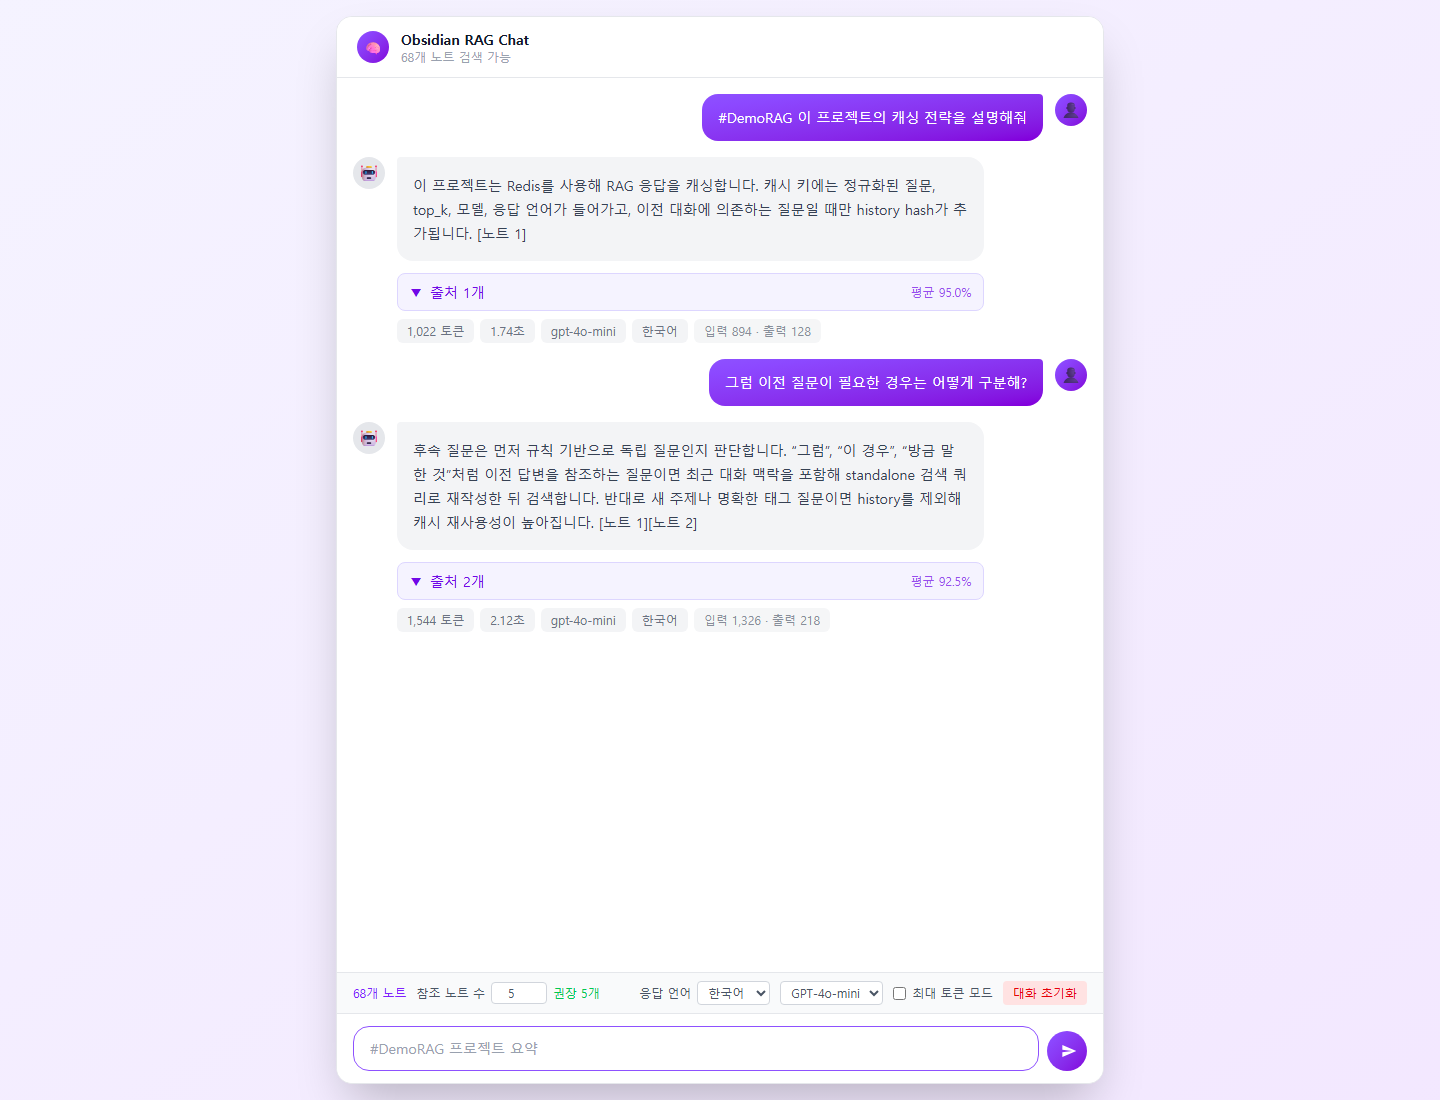 Obsidian RAG Chat
68개 노트 검색 가능
#DemoRAG 이 프로젝트의 캐싱 전략을 설명해줘
이 프로젝트는 Redis를 사용해 RAG 응답을 캐싱합니다. 캐시 키에는 정규화된 질문,
top_k, 모델, 응답 언어가 들어가고, 이전 대화에 의존하는 질문일 때만 history hash가 추
가됩니다. [노트 1]
▼ 출처 1개 평균 95.0%
1,022 토큰 1.74초 gpt-4o-mini 한국어 입력 894 · 출력 128
그럼 이전 질문이 필요한 경우는 어떻게 구분해?
후속 질문은 먼저 규칙 기반으로 독립 질문인지 판단합니다. “그럼”, “이 경우”, “방금 말
한 것”처럼 이전 답변을 참조하는 질문이면 최근 대화 맥락을 포함해 standalone 검색 쿼
리로 재작성한 뒤 검색합니다. 반대로 새 주제나 명확한 태그 질문이면 history를 제외해
캐시 재사용성이 높아집니다. [노트 1][노트 2]
▼ 출처 2개 평균 92.5%
1,544 토큰 2.12초 gpt-4o-mini 한국어 입력 1,326 · 출력 218
68개 노트 참조 노트 수 5 권장 5개 응답 언어 한국어 GPT-4o-mini 최대 토큰 모드 대화 초기화
#DemoRAG 프로젝트 요약